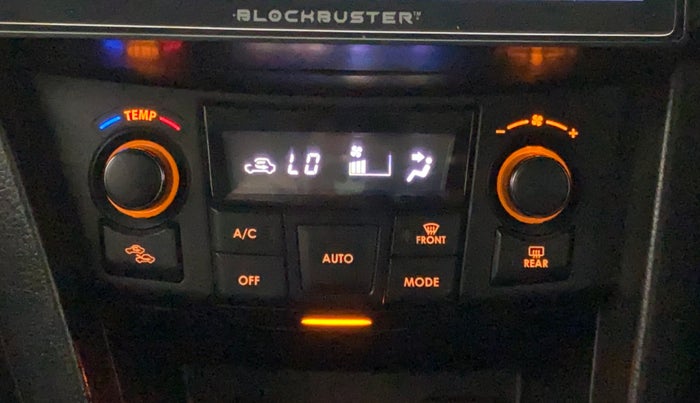 BLOCKBUSTER™
TEMP
LO
- +
A/C
AUTO
FRONT
OFF
MODE
REAR